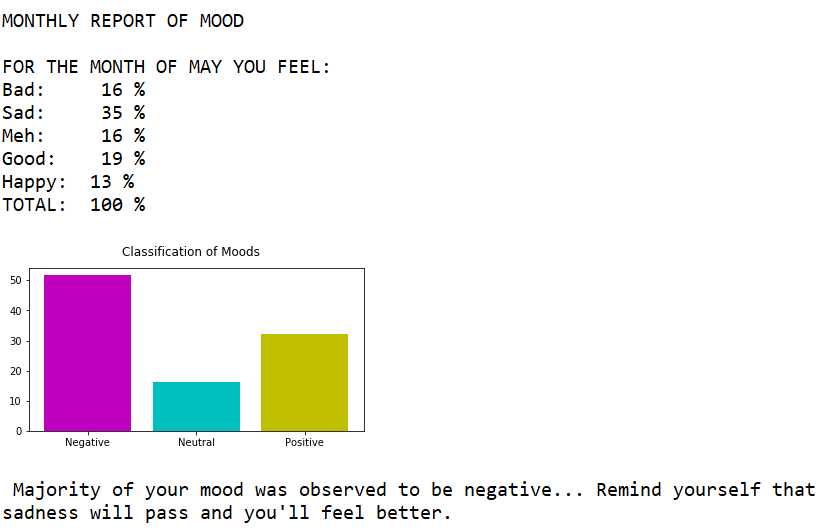 MONTHLY REPORT OF MOOD
FOR THE MONTH OF MAY YOU FEEL:
Bad: 16 %
Sad: 35 %
Meh: 16 %
Good: 19 %
Happy: 13 %
TOTAL: 100 %
Classification of Moods
50
40
30
20
10
0
Negative Neutral Positive
Majority of your mood was observed to be negative... Remind yourself that
sadness will pass and you'll feel better.